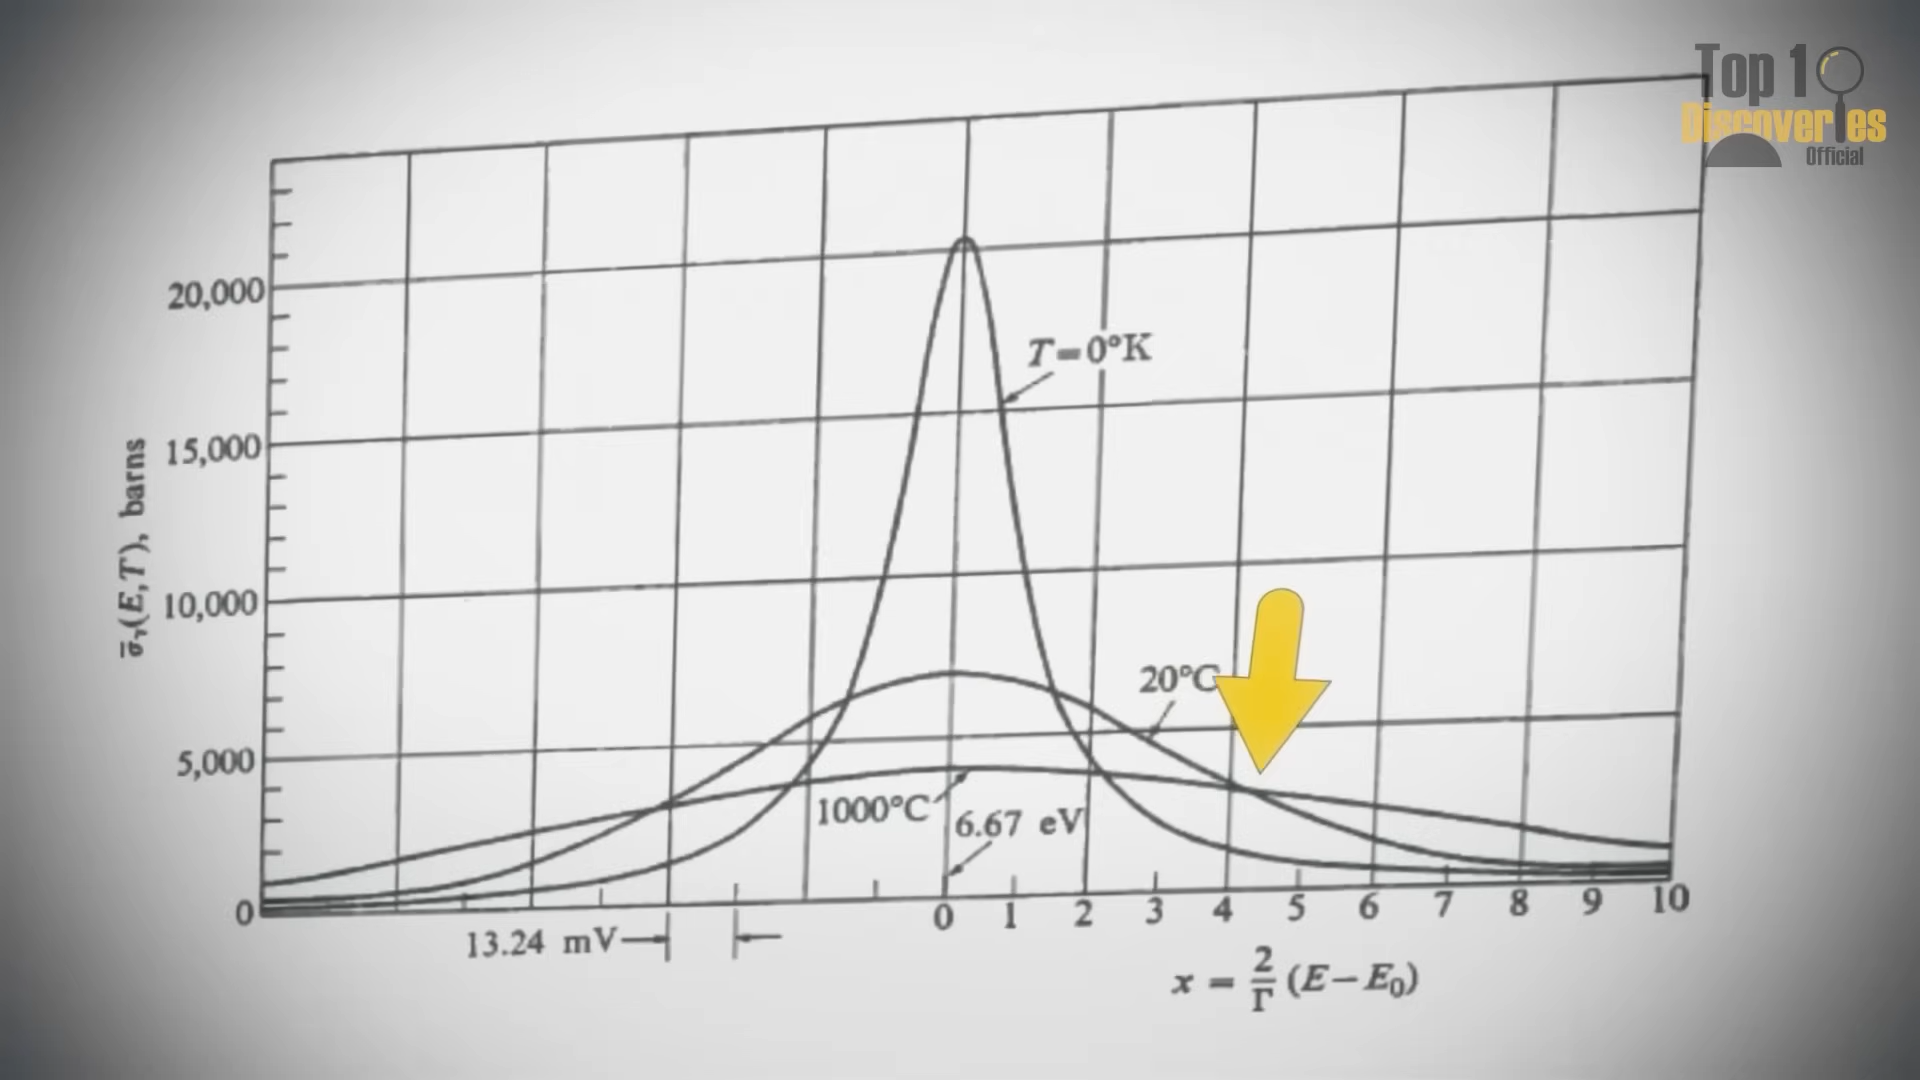 Top 10
Discoveries
Official
20,000
15,000
10,000
5,000
0
σ̄γ(E,T), barns
T=0°K
20°C
1000°C
6.67 eV
13.24 mV
0 1 2 3 4 5 6 7 8 9 10
x = 2/Γ (E−E₀)